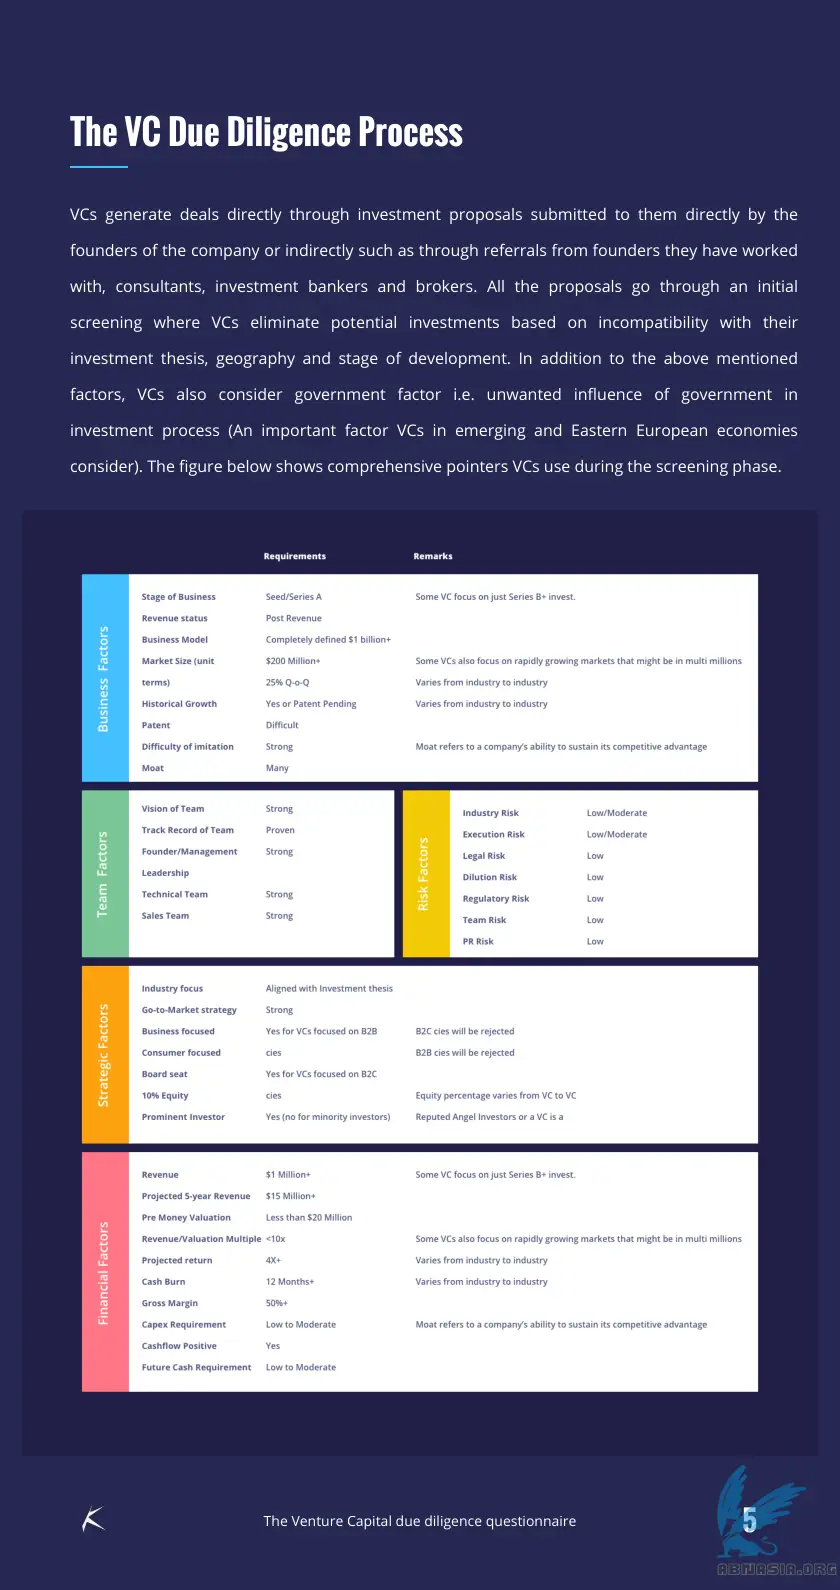 The VC Due Diligence Process
VCs generate deals directly through investment proposals submitted to them directly by the
founders of the company or indirectly such as through referrals from founders they have worked
with, consultants, investment bankers and brokers. All the proposals go through an initial
screening where VCs eliminate potential investments based on incompatibility with their
investment thesis, geography and stage of development. In addition to the above mentioned
factors, VCs also consider government factor i.e. unwanted influence of government in
investment process (An important factor VCs in emerging and Eastern European economies
consider). The figure below shows comprehensive pointers VCs use during the screening phase.
Requirements Remarks
Business Factors
Stage of Business Seed/Series A Some VC focus on just Series B+ invest.
Revenue status Post Revenue
Business Model Completely defined $1 billion+
Market Size (unit $200 Million+ Some VCs also focus on rapidly growing markets that might be in multi millions
terms) 25% Q-o-Q Varies from industry to industry
Historical Growth Yes or Patent Pending Varies from industry to industry
Patent Difficult
Difficulty of imitation Strong Moat refers to a company's ability to sustain its competitive advantage
Moat Many
Team Factors
Vision of Team Strong
Track Record of Team Proven
Founder/Management Strong
Leadership
Technical Team Strong
Sales Team Strong
Risk Factors
Industry Risk Low/Moderate
Execution Risk Low/Moderate
Legal Risk Low
Dilution Risk Low
Regulatory Risk Low
Team Risk Low
PR Risk Low
Strategic Factors
Industry focus Aligned with Investment thesis
Go-to-Market strategy Strong
Business focused Yes for VCs focused on B2B B2C cies will be rejected
Consumer focused cies B2B cies will be rejected
Board seat Yes for VCs focused on B2C
10% Equity cies Equity percentage varies from VC to VC
Prominent Investor Yes (no for minority investors) Reputed Angel Investors or a VC is a
Financial Factors
Revenue $1 Million+ Some VC focus on just Series B+ invest.
Projected 5-year Revenue $15 Million+
Pre Money Valuation Less than $20 Million
Revenue/Valuation Multiple <10x Some VCs also focus on rapidly growing markets that might be in multi millions
Projected return 4X+ Varies from industry to industry
Cash Burn 12 Months+ Varies from industry to industry
Gross Margin 50%+
Capex Requirement Low to Moderate Moat refers to a company's ability to sustain its competitive advantage
Cashflow Positive Yes
Future Cash Requirement Low to Moderate
The Venture Capital due diligence questionnaire
5
ABNASIA.ORG